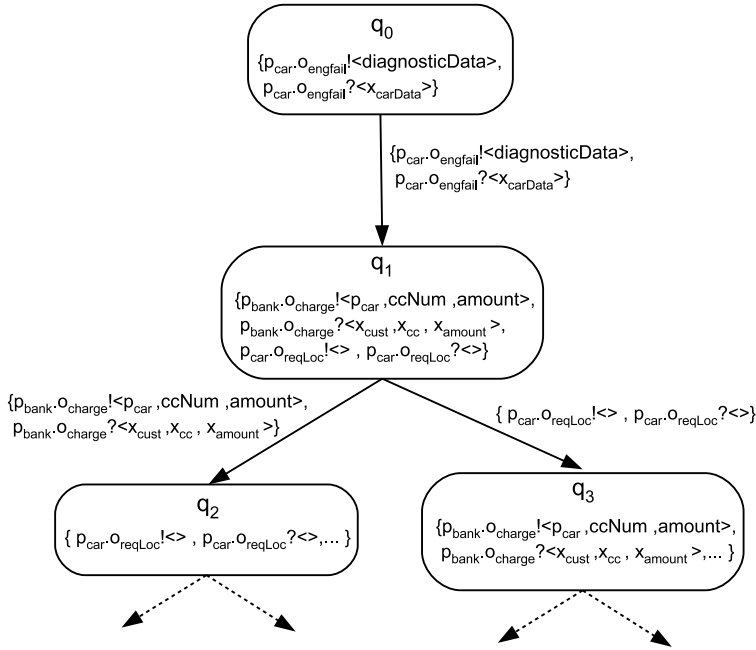 q0
{pcar.oengfail!<diagnosticData>,
pcar.oengfail?<xcarData>}
{pcar.oengfail!<diagnosticData>,
pcar.oengfail?<xcarData>}
q1
{pbank.ocharge!<pcar ,ccNum ,amount>,
pbank.ocharge?<xcust ,xcc , xamount >,
pcar.oreqLoc!<> , pcar.oreqLoc?<>}
{pbank.ocharge!<pcar ,ccNum ,amount>,
pbank.ocharge?<xcust ,xcc , xamount >}
{ pcar.oreqLoc!<> , pcar.oreqLoc?<>}
q2
{ pcar.oreqLoc!<> , pcar.oreqLoc?<>,... }
q3
{pbank.ocharge!<pcar ,ccNum ,amount>,
pbank.ocharge?<xcust ,xcc , xamount >,... }